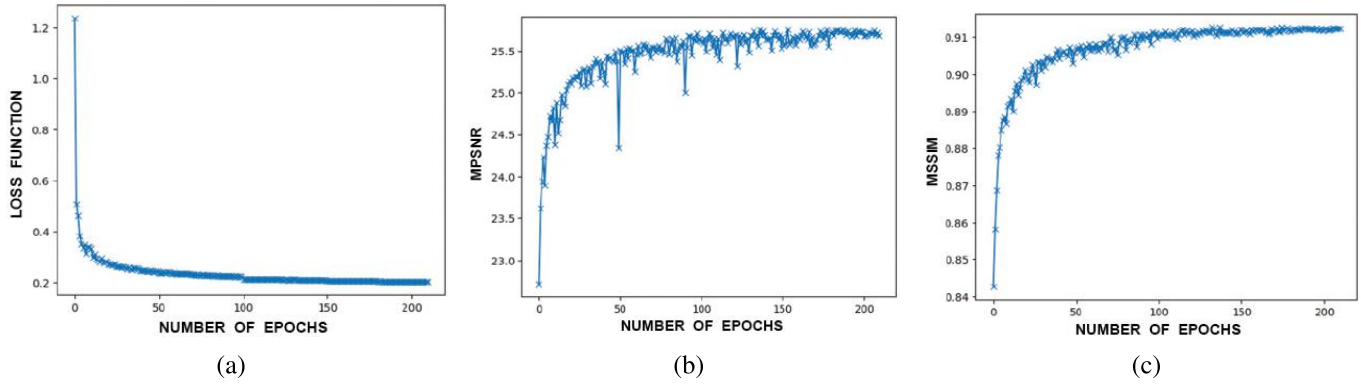 1.2
1.0
0.8
0.6
0.4
0.2
LOSS FUNCTION
0 50 100 150 200
NUMBER OF EPOCHS
(a)
25.5
25.0
24.5
24.0
23.5
23.0
MPSNR
0 50 100 150 200
NUMBER OF EPOCHS
(b)
0.91
0.90
0.89
0.88
0.87
0.86
0.85
0.84
MSSIM
0 50 100 150 200
NUMBER OF EPOCHS
(c)